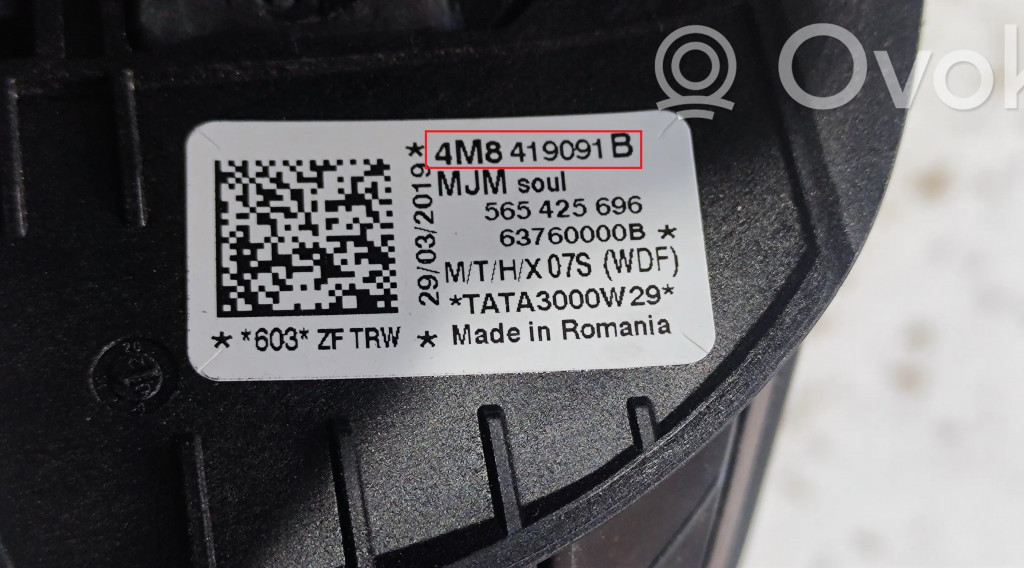 Ovok
*4M8 419091 B
MJM soul
565 425 696
63760000B *
M/T/H/X 07S (WDF)
*TATA3000W29*
* Made in Romania
29/03/2019
* *603* ZF TRW